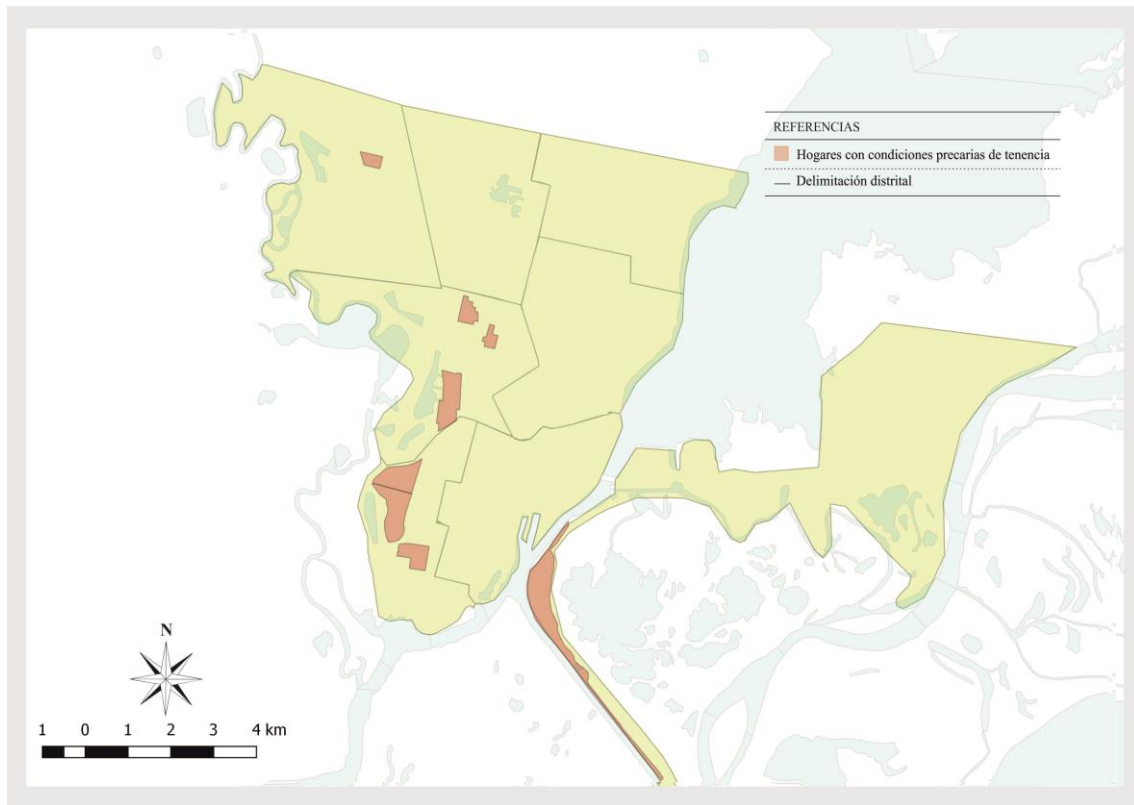 REFERENCIAS
Hogares con condiciones precarias de tenencia
Delimitación distrital
N
1 0 1 2 3 4 km